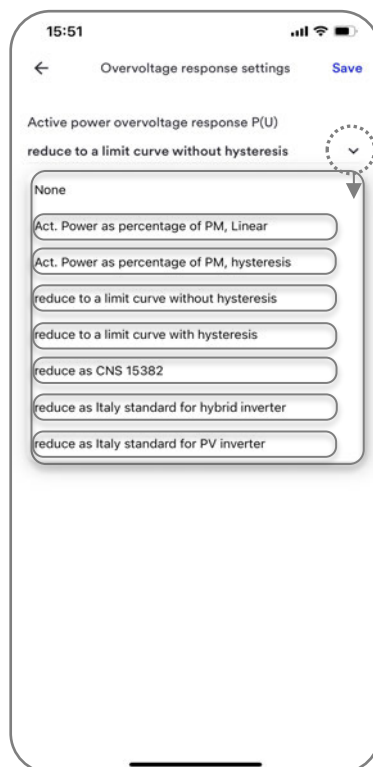 15:51
Overvoltage response settings Save
Active power overvoltage response P(U)
reduce to a limit curve without hysteresis
None
Act. Power as percentage of PM, Linear
Act. Power as percentage of PM, hysteresis
reduce to a limit curve without hysteresis
reduce to a limit curve with hysteresis
reduce as CNS 15382
reduce as Italy standard for hybrid inverter
reduce as Italy standard for PV inverter